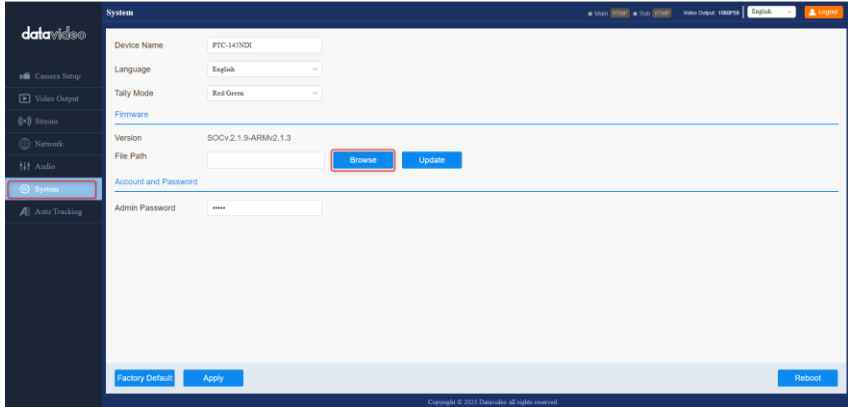 System
Main RTMP Sub RTMP Video Output: 1080P59 English Logout
datavideo
Camera Setup
Video Output
Stream
Network
Audio
System
Auto Tracking
Device Name PTC-145NDI
Language English
Tally Mode Red/Green
Firmware
Version SOCv.2.1.9-ARMv2.1.3
File Path Browse Update
Account and Password
Admin Password •••••
Factory Default Apply Reboot
Copyright © 2023 Datavideo all rights reserved.